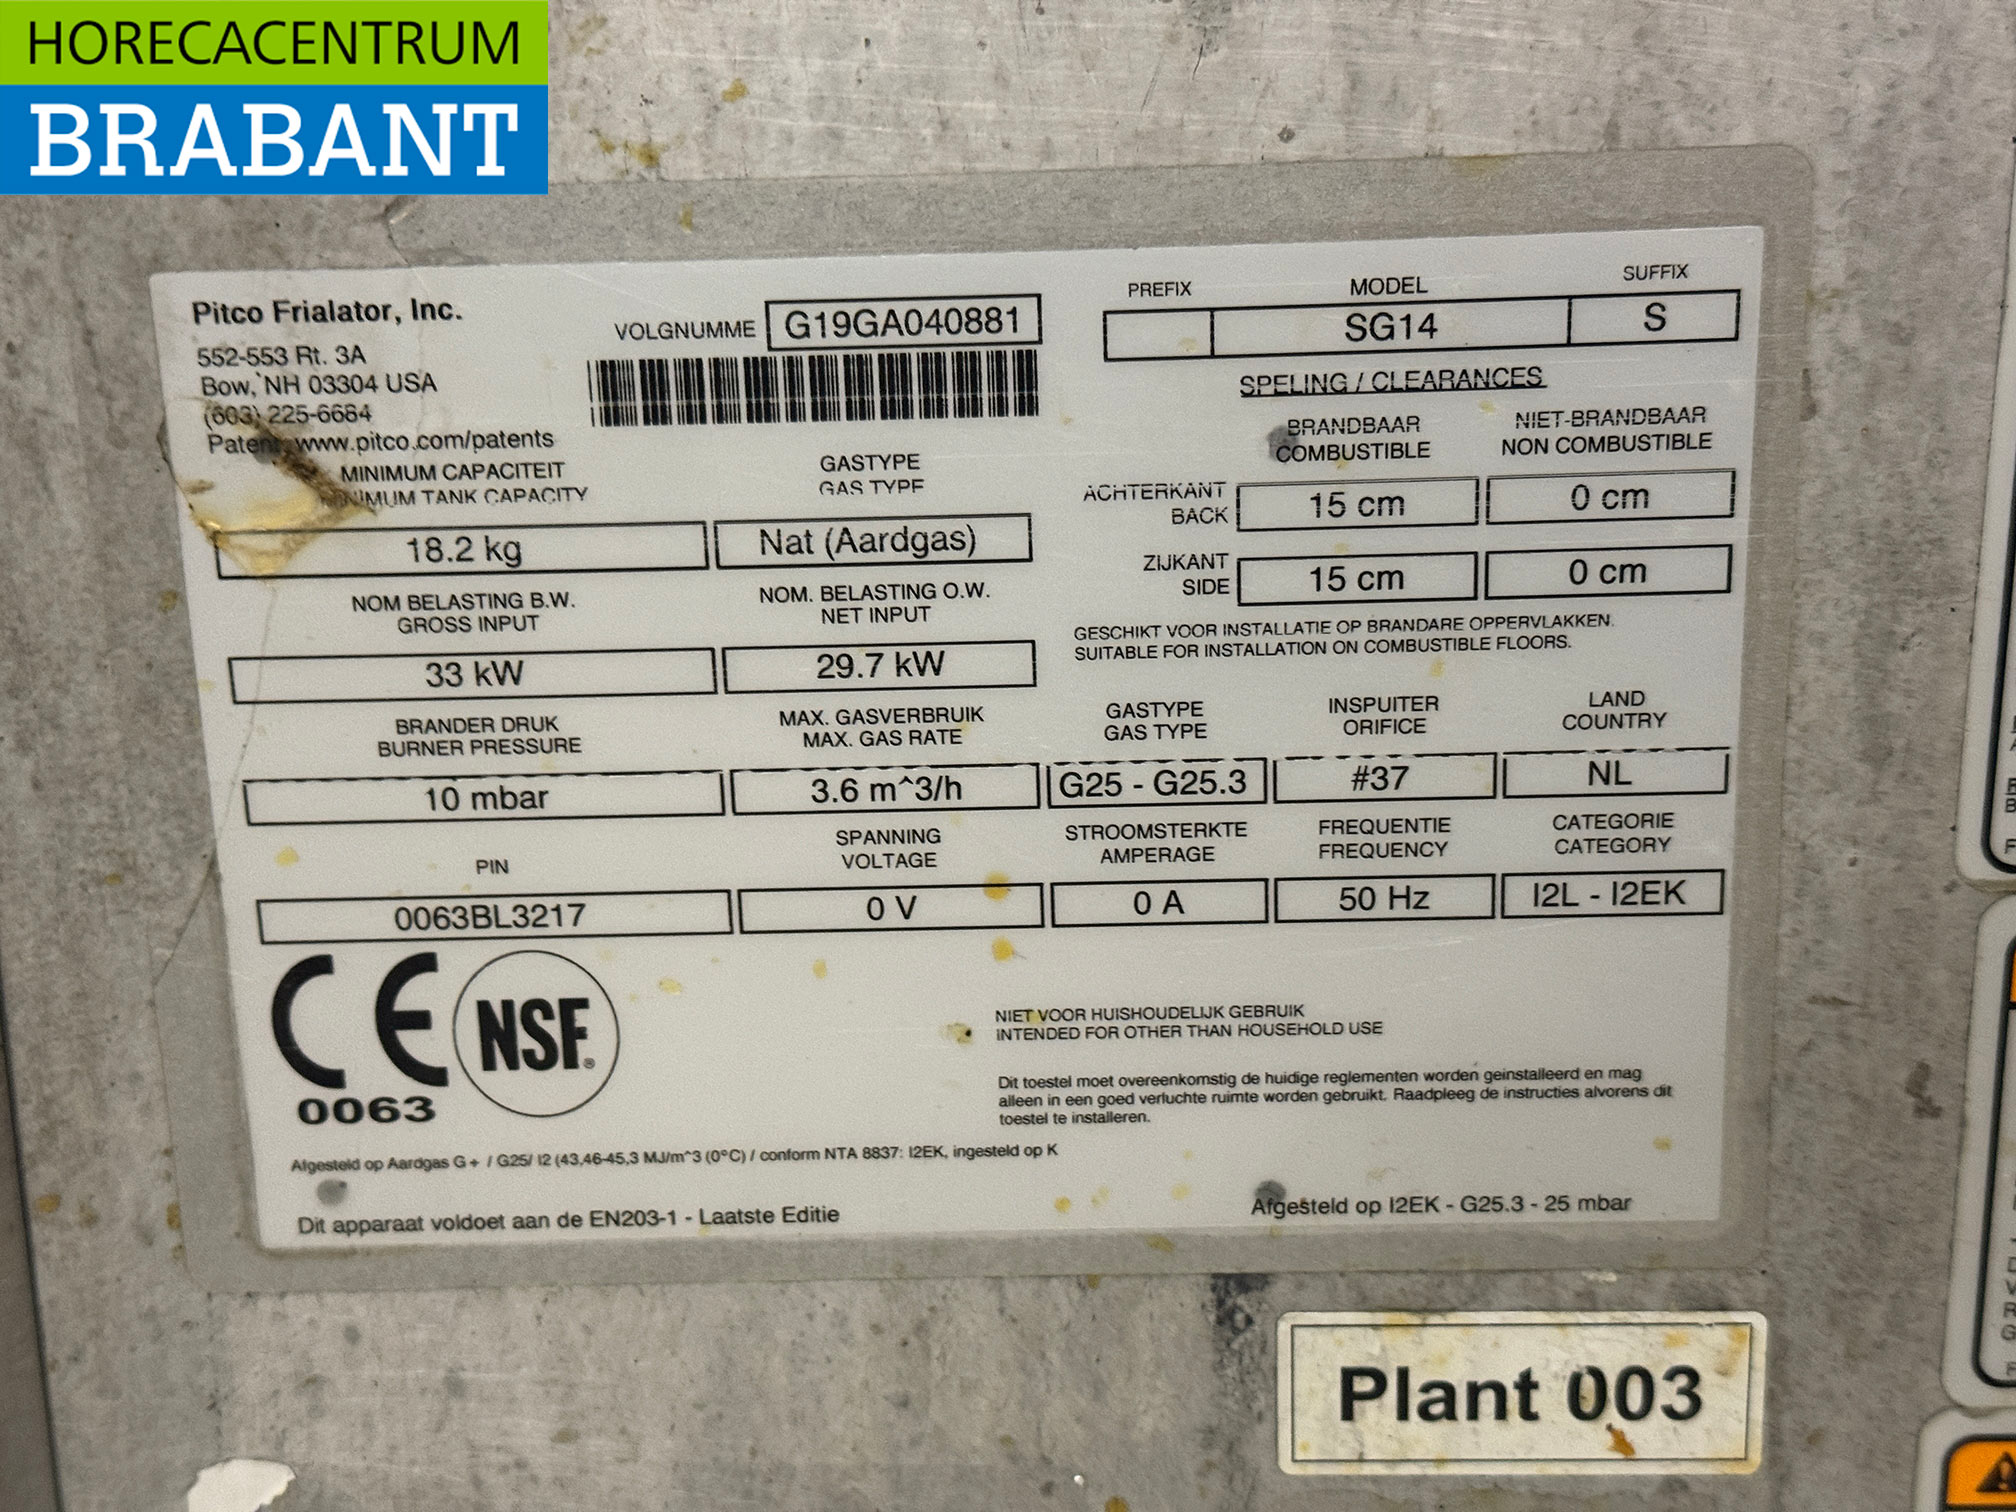 HORECACENTRUM
BRABANT
Pitco Frialator, Inc.
552-553 Rt. 3A
Bow, NH 03304 USA
(603) 225-6684
Patent www.pitco.com/patents
VOLGNUMME G19GA040881
PREFIX MODEL SUFFIX
SG14 S
SPELING / CLEARANCES
BRANDBAAR NIET-BRANDBAAR
COMBUSTIBLE NON COMBUSTIBLE
ACHTERKANT
BACK 15 cm 0 cm
ZIJKANT
SIDE 15 cm 0 cm
GESCHIKT VOOR INSTALLATIE OP BRANDARE OPPERVLAKKEN.
SUITABLE FOR INSTALLATION ON COMBUSTIBLE FLOORS.
MINIMUM CAPACITEIT GASTYPE
MINIMUM TANK CAPACITY GAS TYPE
18.2 kg Nat (Aardgas)
NOM BELASTING B.W. NOM. BELASTING O.W.
GROSS INPUT NET INPUT
33 kW 29.7 kW
BRANDER DRUK MAX. GASVERBRUIK GASTYPE INSPUITER LAND
BURNER PRESSURE MAX. GAS RATE GAS TYPE ORIFICE COUNTRY
10 mbar 3.6 m^3/h G25 - G25.3 #37 NL
PIN SPANNING STROOMSTERKTE FREQUENTIE CATEGORIE
VOLTAGE AMPERAGE FREQUENCY CATEGORY
0063BL3217 0 V 0 A 50 Hz I2L - I2EK
CE NSF®
0063
NIET VOOR HUISHOUDELIJK GEBRUIK
INTENDED FOR OTHER THAN HOUSEHOLD USE
Dit toestel moet overeenkomstig de huidige reglementen worden geinstalleerd en mag
alleen in een goed verluchte ruimte worden gebruikt. Raadpleeg de instructies alvorens dit
toestel te installeren.
Afgesteld op Aardgas G+ / G25/ I2 (43,46-45,3 MJ/m^3 (0°C) / conform NTA 8837: I2EK, ingesteld op K
Dit apparaat voldoet aan de EN203-1 - Laatste Editie
Afgesteld op I2EK - G25.3 - 25 mbar
Plant 003